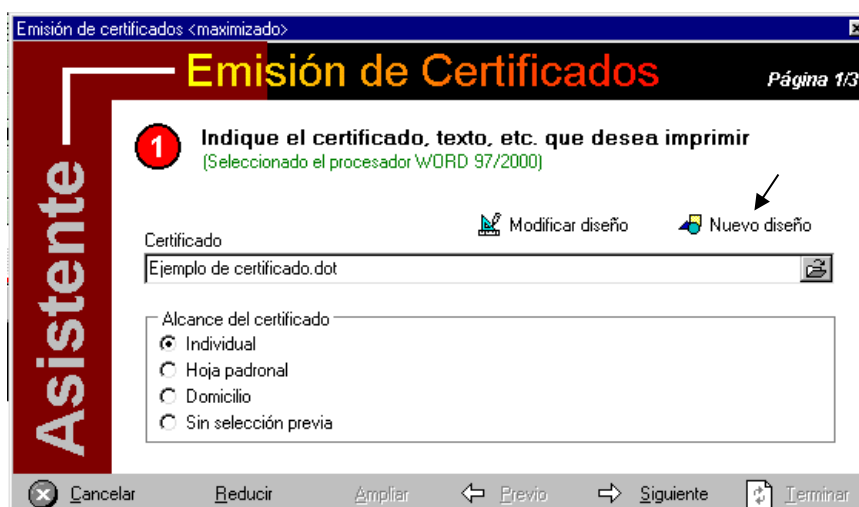 Emisión de certificados <maximizado>
Emisión de Certificados
Página 1/3
Asistente
1
Indique el certificado, texto, etc. que desea imprimir
(Seleccionado el procesador WORD 97/2000)
Modificar diseño
Nuevo diseño
Certificado
Ejemplo de certificado.dot
Alcance del certificado
Individual
Hoja padronal
Domicilio
Sin selección previa
Cancelar Reducir Ampliar Previo Siguiente Terminar